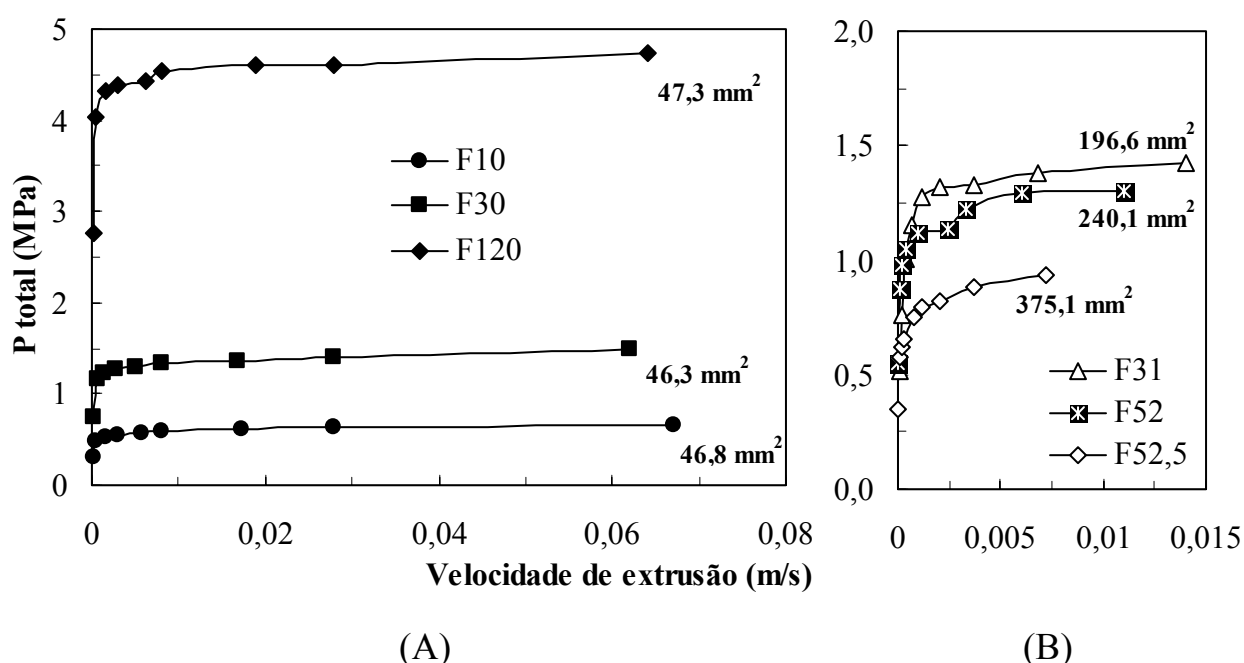 5
4
3
2
1
0
P total (MPa)
47,3 mm²
F10
F30
F120
46,3 mm²
46,8 mm²
0
0,02
0,04
0,06
0,08
2,0
1,5
1,0
0,5
0,0
196,6 mm²
240,1 mm²
375,1 mm²
F31
F52
F52,5
0
0,005
0,01
0,015
Velocidade de extrusão (m/s)
(A)
(B)